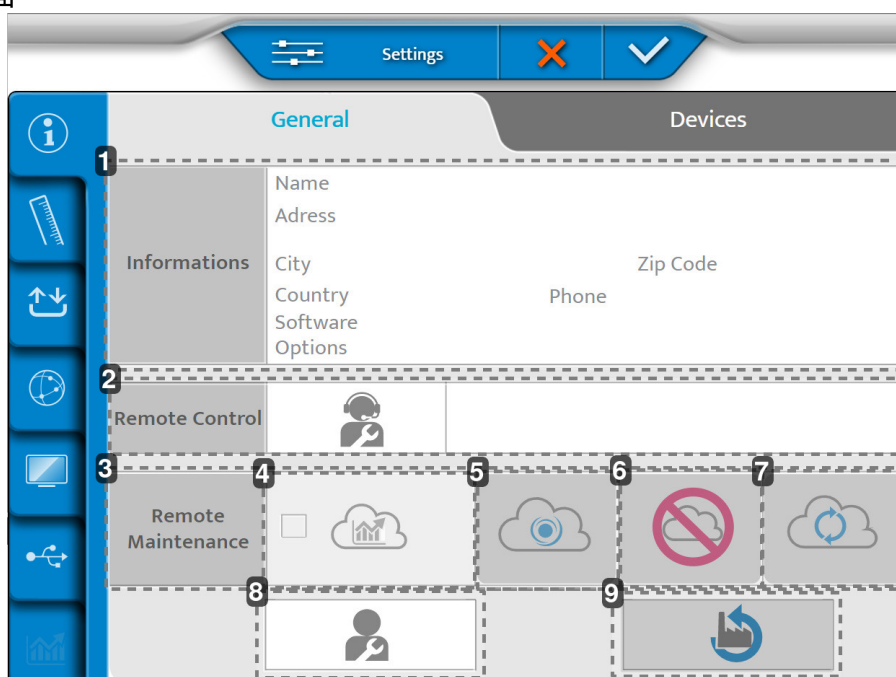 Settings
General
Devices
1
Informations
Name
Adress
City
Zip Code
Country
Phone
Software
Options
2
Remote Control
3
4
5
6
7
Remote
Maintenance
8
9